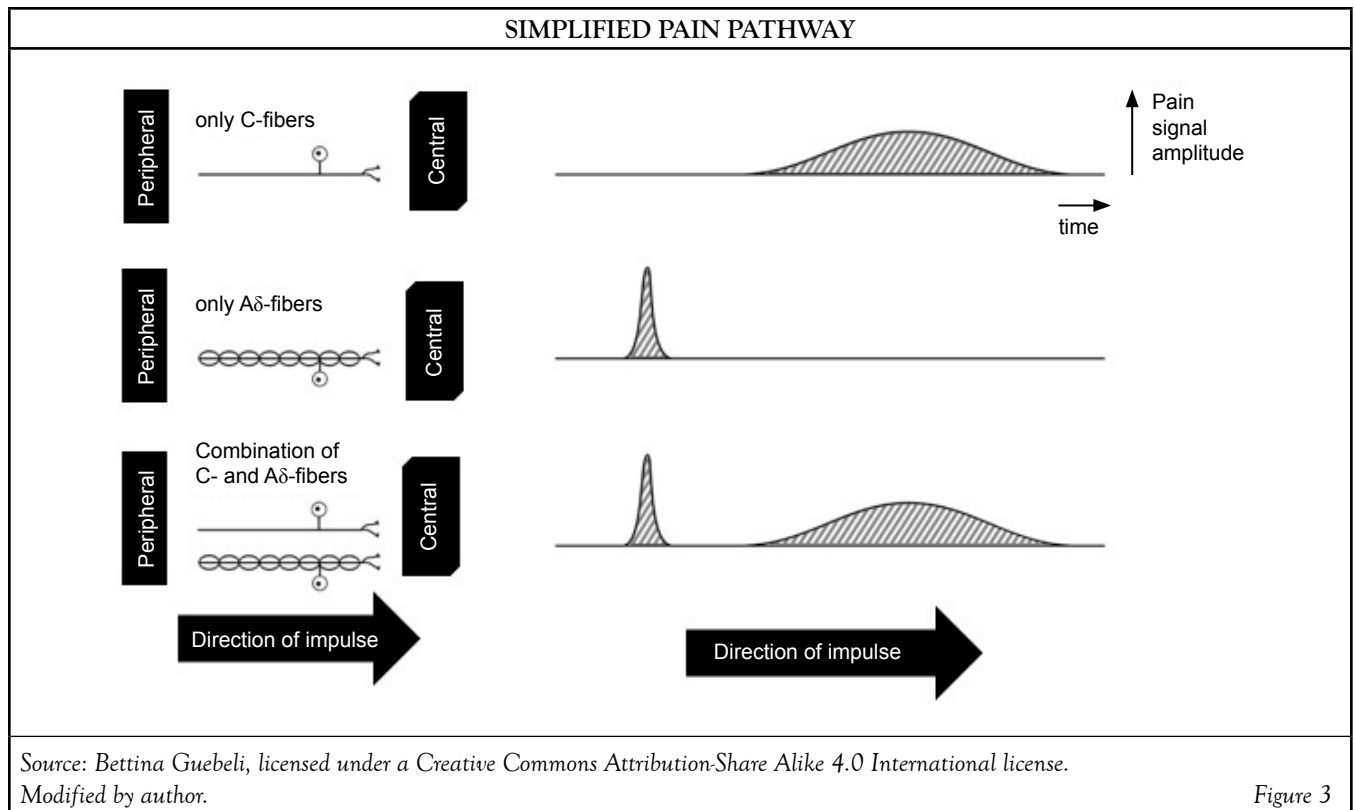 SIMPLIFIED PAIN PATHWAY
Peripheral
only C-fibers
Central
Pain
signal
amplitude
time
Peripheral
only Aδ-fibers
Central
Peripheral
Combination of
C- and Aδ-fibers
Central
Direction of impulse
Direction of impulse
Source: Bettina Guebeli, licensed under a Creative Commons Attribution-Share Alike 4.0 International license.
Modified by author.
Figure 3